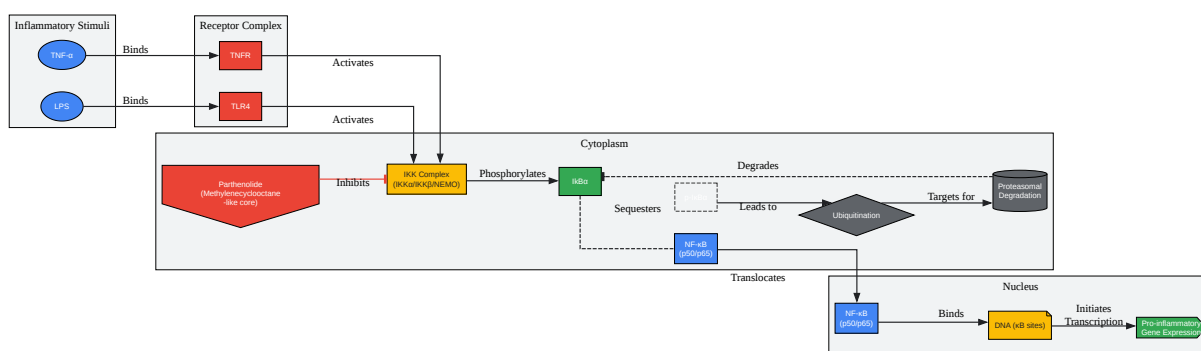 Inflammatory Stimuli
Receptor Complex
TNF-α
Binds
TNFR
Activates
LPS
Binds
TLR4
Activates
Cytoplasm
Parthenolide
(Methylenecyclooctane
-like core)
Inhibits
IKK Complex
(IKKα/IKKβ/NEMO)
Phosphorylates
IkBα
Degrades
Sequesters
Leads to
Ubiquitination
Targets for
Proteasomal
Degradation
NF-κB
(p50/p65)
Translocates
Nucleus
NF-κB
(p50/p65)
Binds
DNA (κB sites)
Initiates
Transcription
Pro-inflammatory
Gene Expression